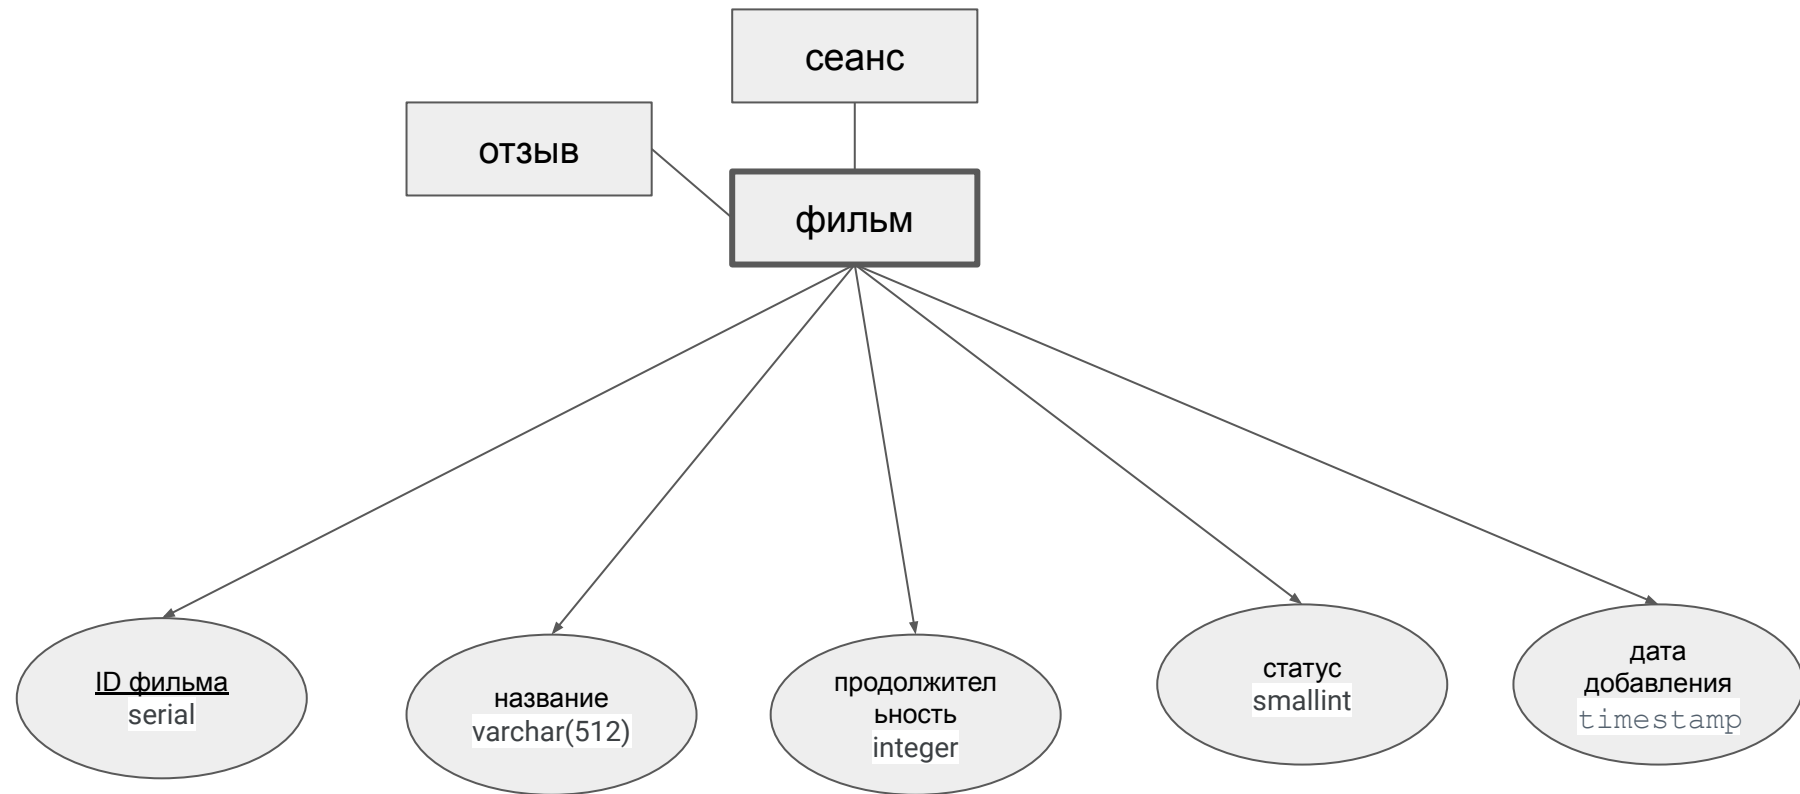 сеанс
отзыв
фильм
ID фильма
serial
название
varchar(512)
продолжител
ьность
integer
статус
smallint
дата
добавления
timestamp